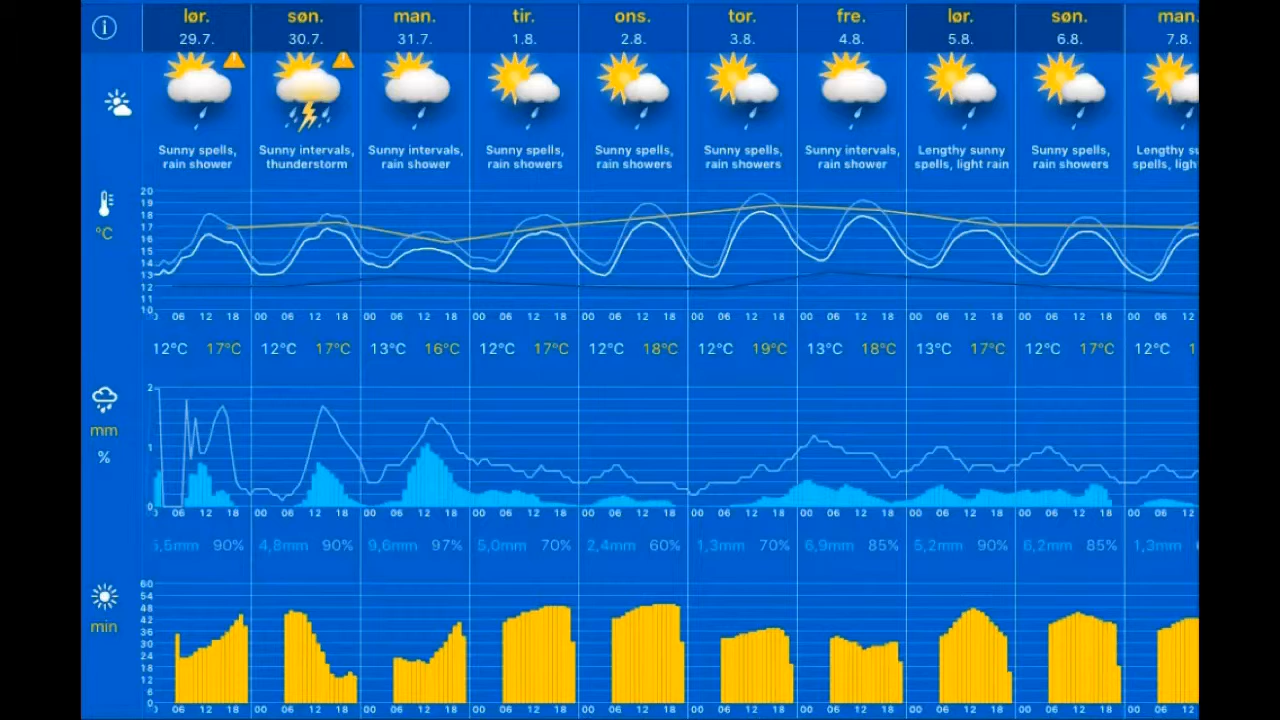 i lør. søn. man. tir. ons. tor. fre. lør. søn. man.
29.7. 30.7. 31.7. 1.8. 2.8. 3.8. 4.8. 5.8. 6.8. 7.8.
Sunny spells, Sunny intervals, Sunny intervals, Sunny spells, Sunny spells, Sunny spells, Sunny intervals, Lengthy sunny Sunny spells, Lengthy su
rain shower thunderstorm rain shower rain showers rain showers rain showers rain shower spells, light rain rain showers spells, ligh
20
19
18
17
°C
16
15
14
13
12
11
10
06 12 18 00 06 12 18 00 06 12 18 00 06 12 18 00 06 12 18 00 06 12 18 00 06 12 18 00 06 12 18 00 06 12 18 00 06 12
12°C 17°C 12°C 17°C 13°C 16°C 12°C 17°C 12°C 18°C 12°C 19°C 13°C 18°C 13°C 17°C 12°C 17°C 12°C 1
2
mm
1
%
0
06 12 18 00 06 12 18 00 06 12 18 00 06 12 18 00 06 12 18 00 06 12 18 00 06 12 18 00 06 12 18 00 06 12 18 00 06 12
5,5mm 90% 4,8mm 90% 9,6mm 97% 5,0mm 70% 2,4mm 60% 1,3mm 70% 6,9mm 85% 5,2mm 90% 6,2mm 85% 1,3mm
60
54
48
42
min
36
30
24
18
12
6
0
06 12 18 00 06 12 18 00 06 12 18 00 06 12 18 00 06 12 18 00 06 12 18 00 06 12 18 00 06 12 18 00 06 12 18 00 06 12